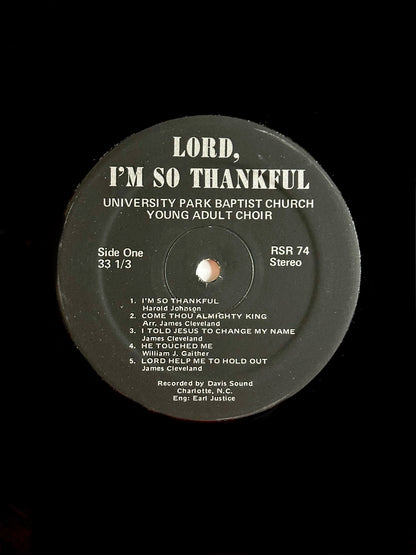 LORD,
I'M SO THANKFUL
UNIVERSITY PARK BAPTIST CHURCH
YOUNG ADULT CHOIR
Side One
33 1/3
RSR 74
Stereo
1. I'M SO THANKFUL
Harold Johnson
2. COME THOU ALMIGHTY KING
Arr. James Cleveland
3. I TOLD JESUS TO CHANGE MY NAME
James Cleveland
4. HE TOUCHED ME
William J. Gaither
5. LORD HELP ME TO HOLD OUT
James Cleveland
Recorded by Davis Sound
Charlotte, N.C.
Eng: Earl Justice